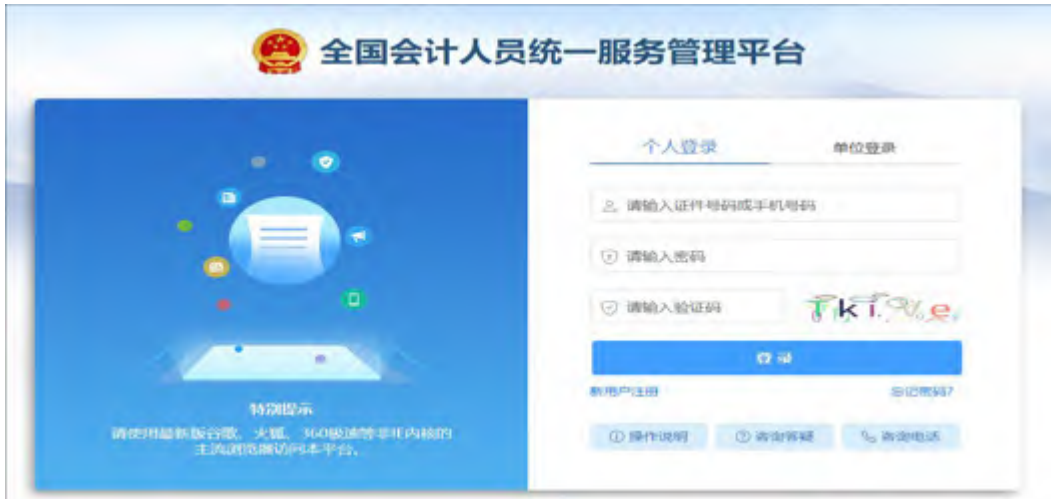 全国会计人员统一服务管理平台
个人登录
单位登录
请输入证件号码或手机号码
请输入密码
请输入验证码
登录
新用户注册
忘记密码?
操作说明
咨询答疑
咨询电话
特别提示
请使用最新版谷歌、火狐、360极速等非IE内核的
主流浏览器访问本平台。